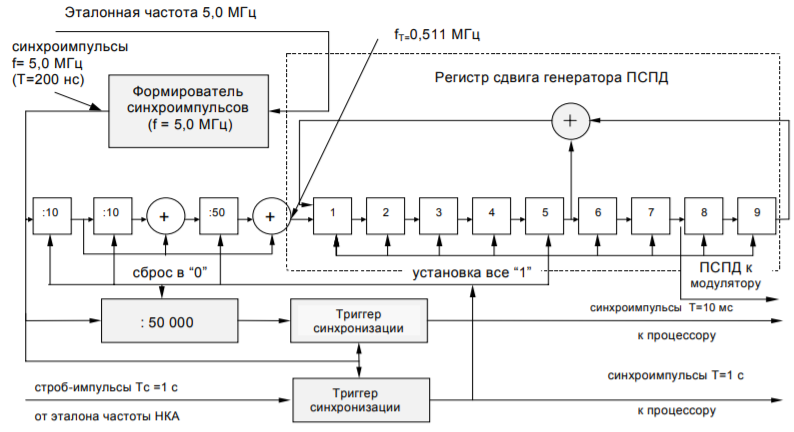 Эталонная частота 5,0 МГц
fТ=0,511 МГц
синхроимпульсы
f= 5,0 МГц
(Т=200 нс)
Формирователь
синхроимпульсов
(f = 5,0 МГц)
Регистр сдвига генератора ПСПД
+
:10
:10
+
:50
+
1
2
3
4
5
6
7
8
9
сброс в “0”
установка все “1”
ПСПД к
модулятору
: 50 000
Триггер
синхронизации
синхроимпульсы Т=10 мс
к процессору
строб-импульсы Тс =1 с
от эталона частоты НКА
Триггер
синхронизации
синхроимпульсы Т=1 с
к процессору